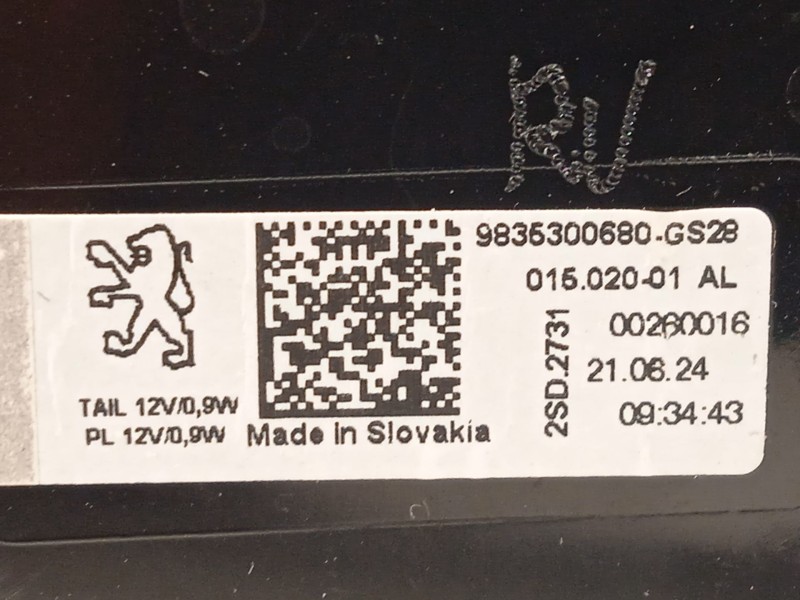 9835300680-GS28
015.020-01 AL
2SD.2731
00260016
21.06.24
09:34:43
TAIL 12V/0,9W
PL 12V/0,9W
Made in Slovakia